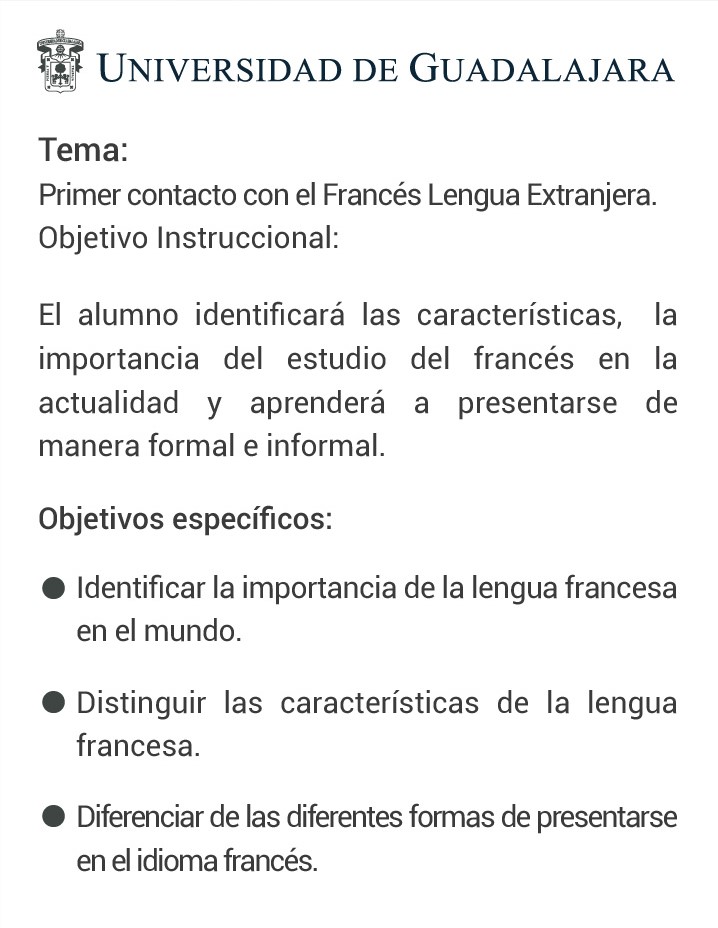 UNIVERSIDAD DE GUADALAJARA
Tema:
Primer contacto con el Francés Lengua Extranjera.
Objetivo Instruccional:
El alumno identificará las características, la
importancia del estudio del francés en la
actualidad y aprenderá a presentarse de
manera formal e informal.
Objetivos específicos:
● Identificar la importancia de la lengua francesa
en el mundo.
● Distinguir las características de la lengua
francesa.
● Diferenciar de las diferentes formas de presentarse
en el idioma francés.